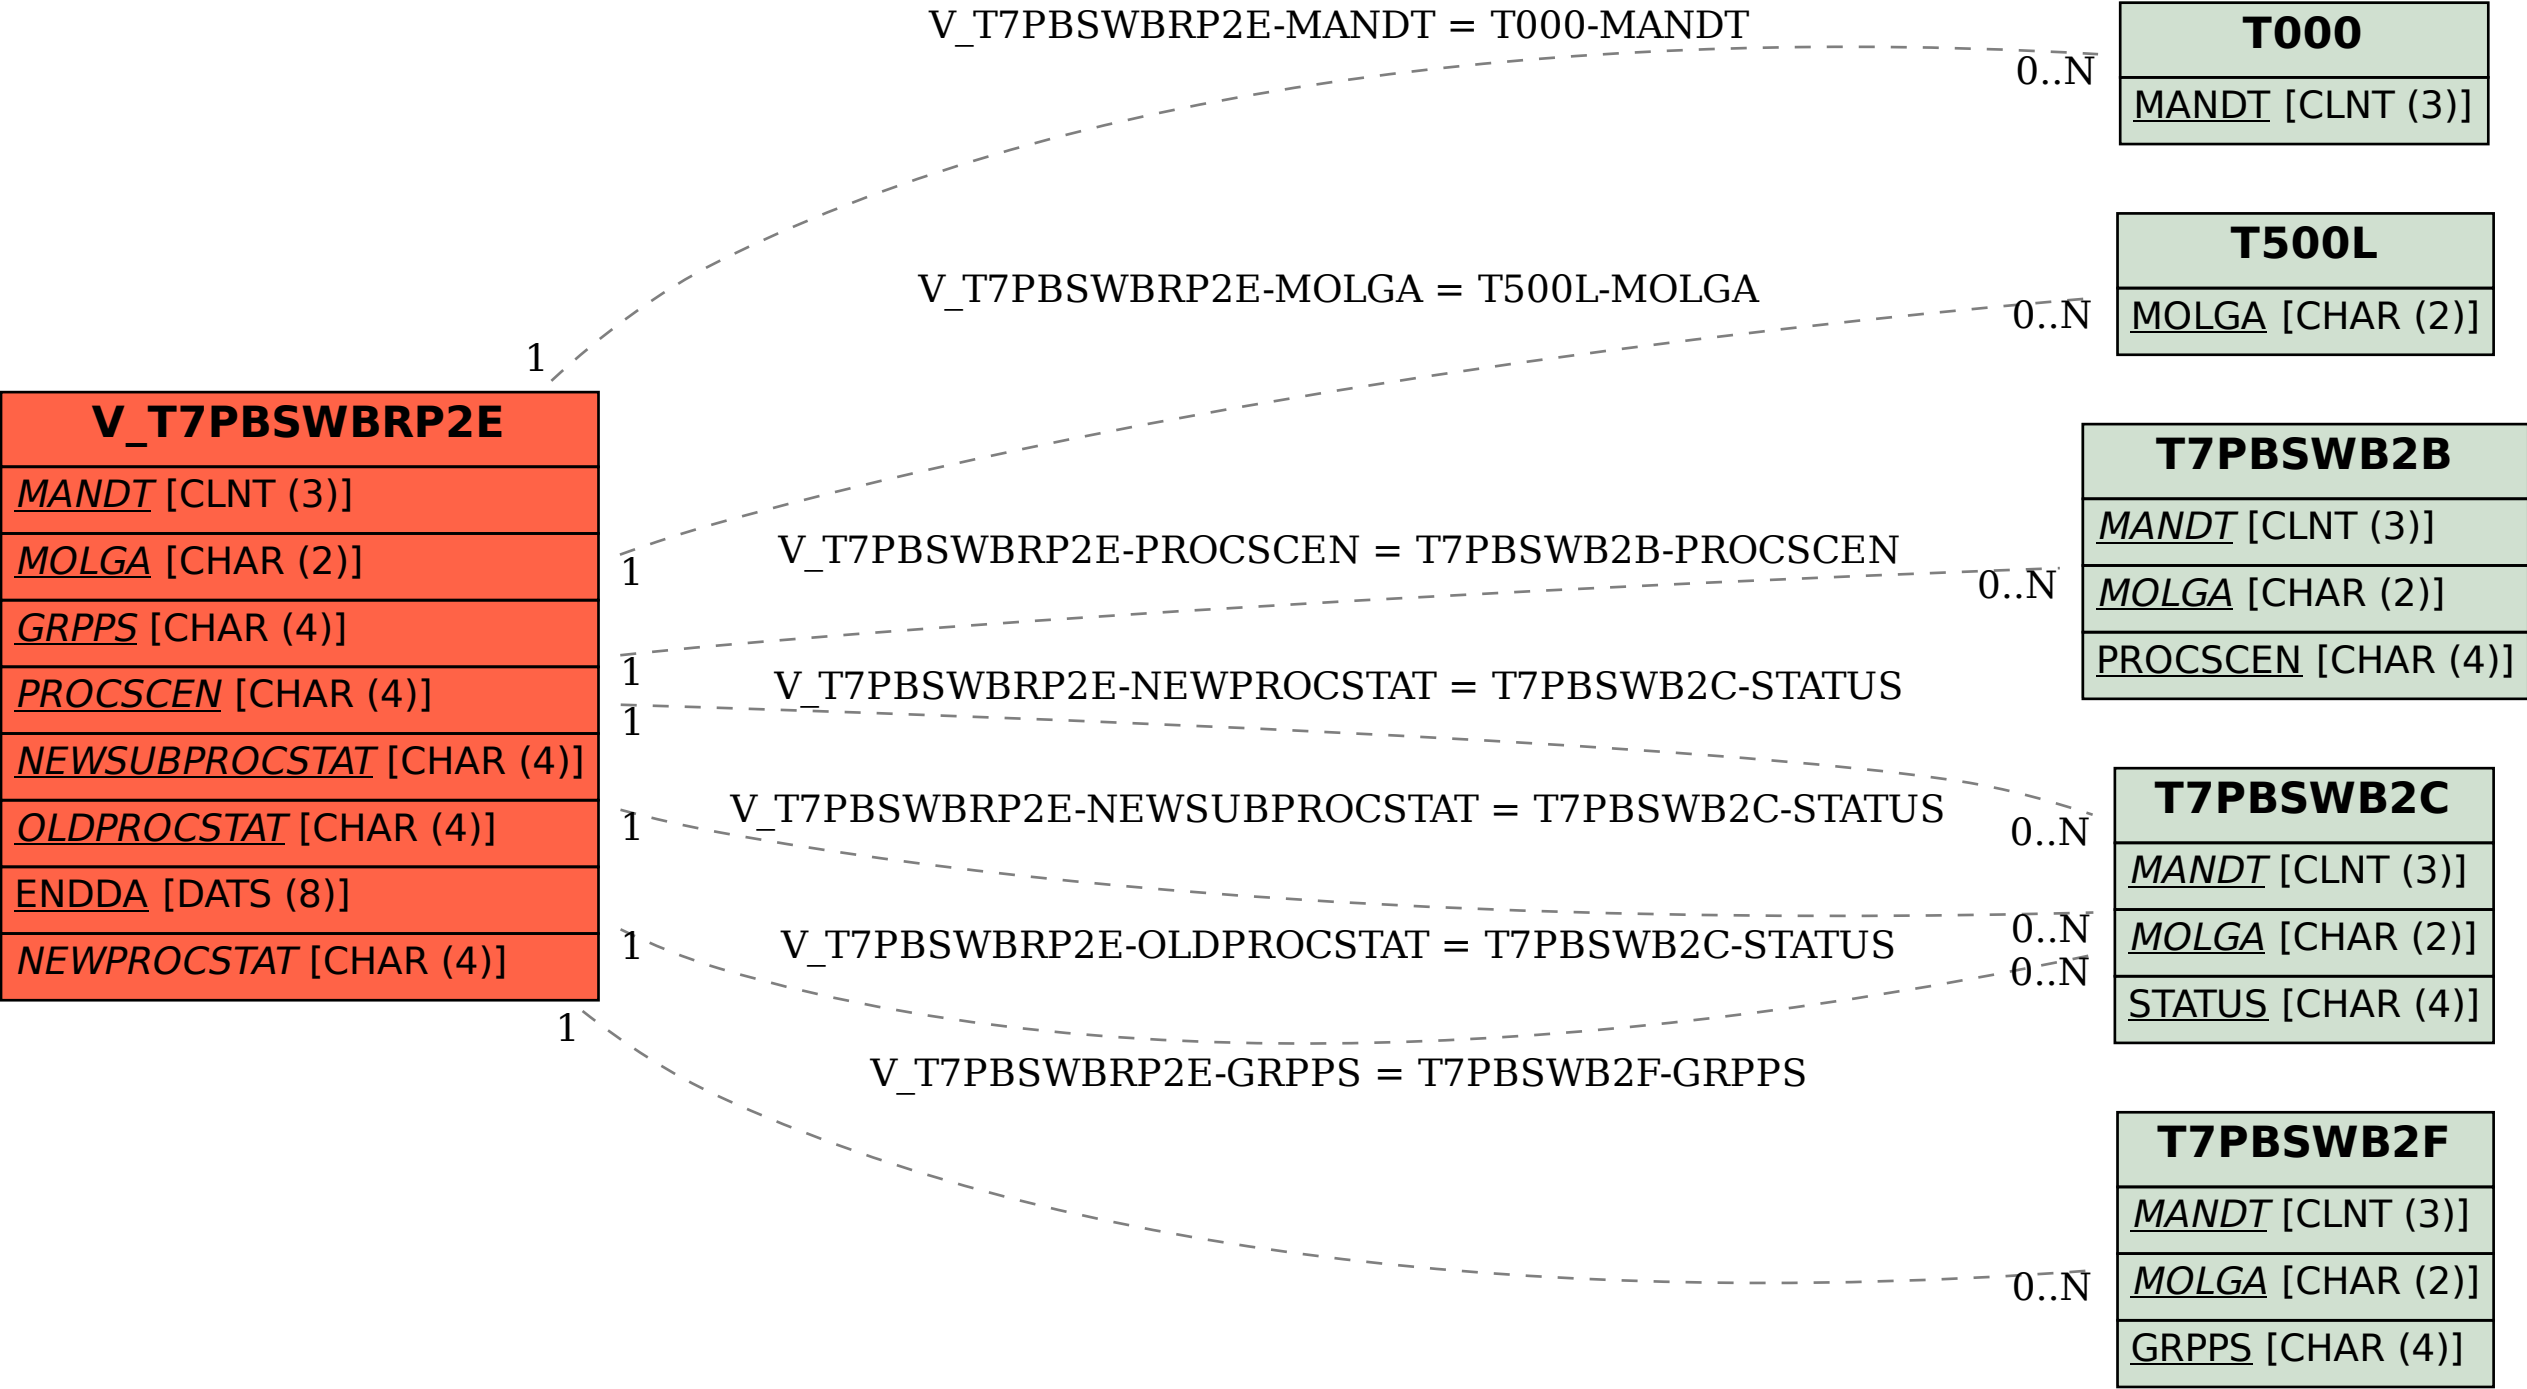 V_T7PBSWBRP2E-MANDT = T000-MANDT
0..N
1
T000
MANDT [CLNT (3)]
V_T7PBSWBRP2E-MOLGA = T500L-MOLGA
0..N
1
T500L
MOLGA [CHAR (2)]
V_T7PBSWBRP2E
MANDT [CLNT (3)]
MOLGA [CHAR (2)]
GRPPS [CHAR (4)]
PROCSCEN [CHAR (4)]
NEWSUBPROCSTAT [CHAR (4)]
OLDPROCSTAT [CHAR (4)]
ENDDA [DATS (8)]
NEWPROCSTAT [CHAR (4)]
V_T7PBSWBRP2E-PROCSCEN = T7PBSWB2B-PROCSCEN
0..N
1
T7PBSWB2B
MANDT [CLNT (3)]
MOLGA [CHAR (2)]
PROCSCEN [CHAR (4)]
V_T7PBSWBRP2E-NEWPROCSTAT = T7PBSWB2C-STATUS
1
0..N
V_T7PBSWBRP2E-NEWSUBPROCSTAT = T7PBSWB2C-STATUS
1
0..N
V_T7PBSWBRP2E-OLDPROCSTAT = T7PBSWB2C-STATUS
1
0..N
T7PBSWB2C
MANDT [CLNT (3)]
MOLGA [CHAR (2)]
STATUS [CHAR (4)]
V_T7PBSWBRP2E-GRPPS = T7PBSWB2F-GRPPS
1
0..N
T7PBSWB2F
MANDT [CLNT (3)]
MOLGA [CHAR (2)]
GRPPS [CHAR (4)]